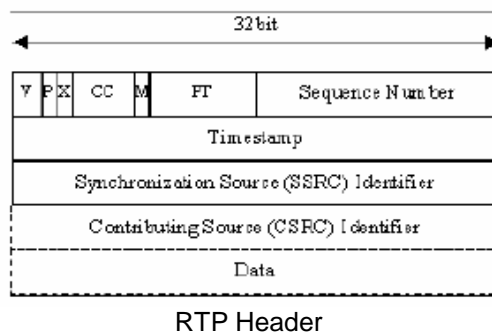 32bit
V P X CC M PT Sequence Number
Timestamp
Synchronization Source (SSRC) Identifier
Contributing Source (CSRC) Identifier
Data
RTP Header